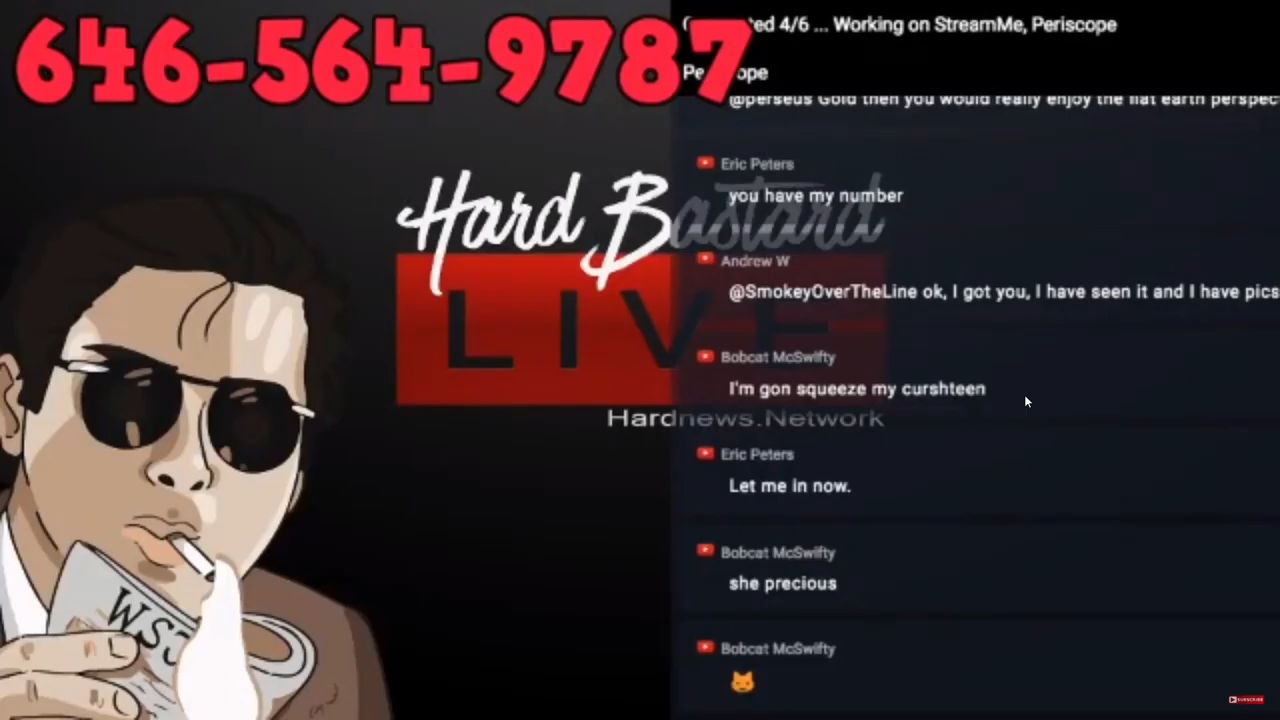 646-564-9787
ted 4/6 ... Working on StreamMe, Periscope
@perseus Gold then you would really enjoy the flat earth perspec
Eric Peters
you have my number
Hard Bastard
LIVE
Hardnews.Network
Andrew W
@SmokeyOverTheLine ok, I got you, I have seen it and I have pics
Bobcat McSwifty
I'm gon squeeze my curshteen
Eric Peters
Let me in now.
Bobcat McSwifty
she precious
Bobcat McSwifty
WSJ
SUBSCRIBE